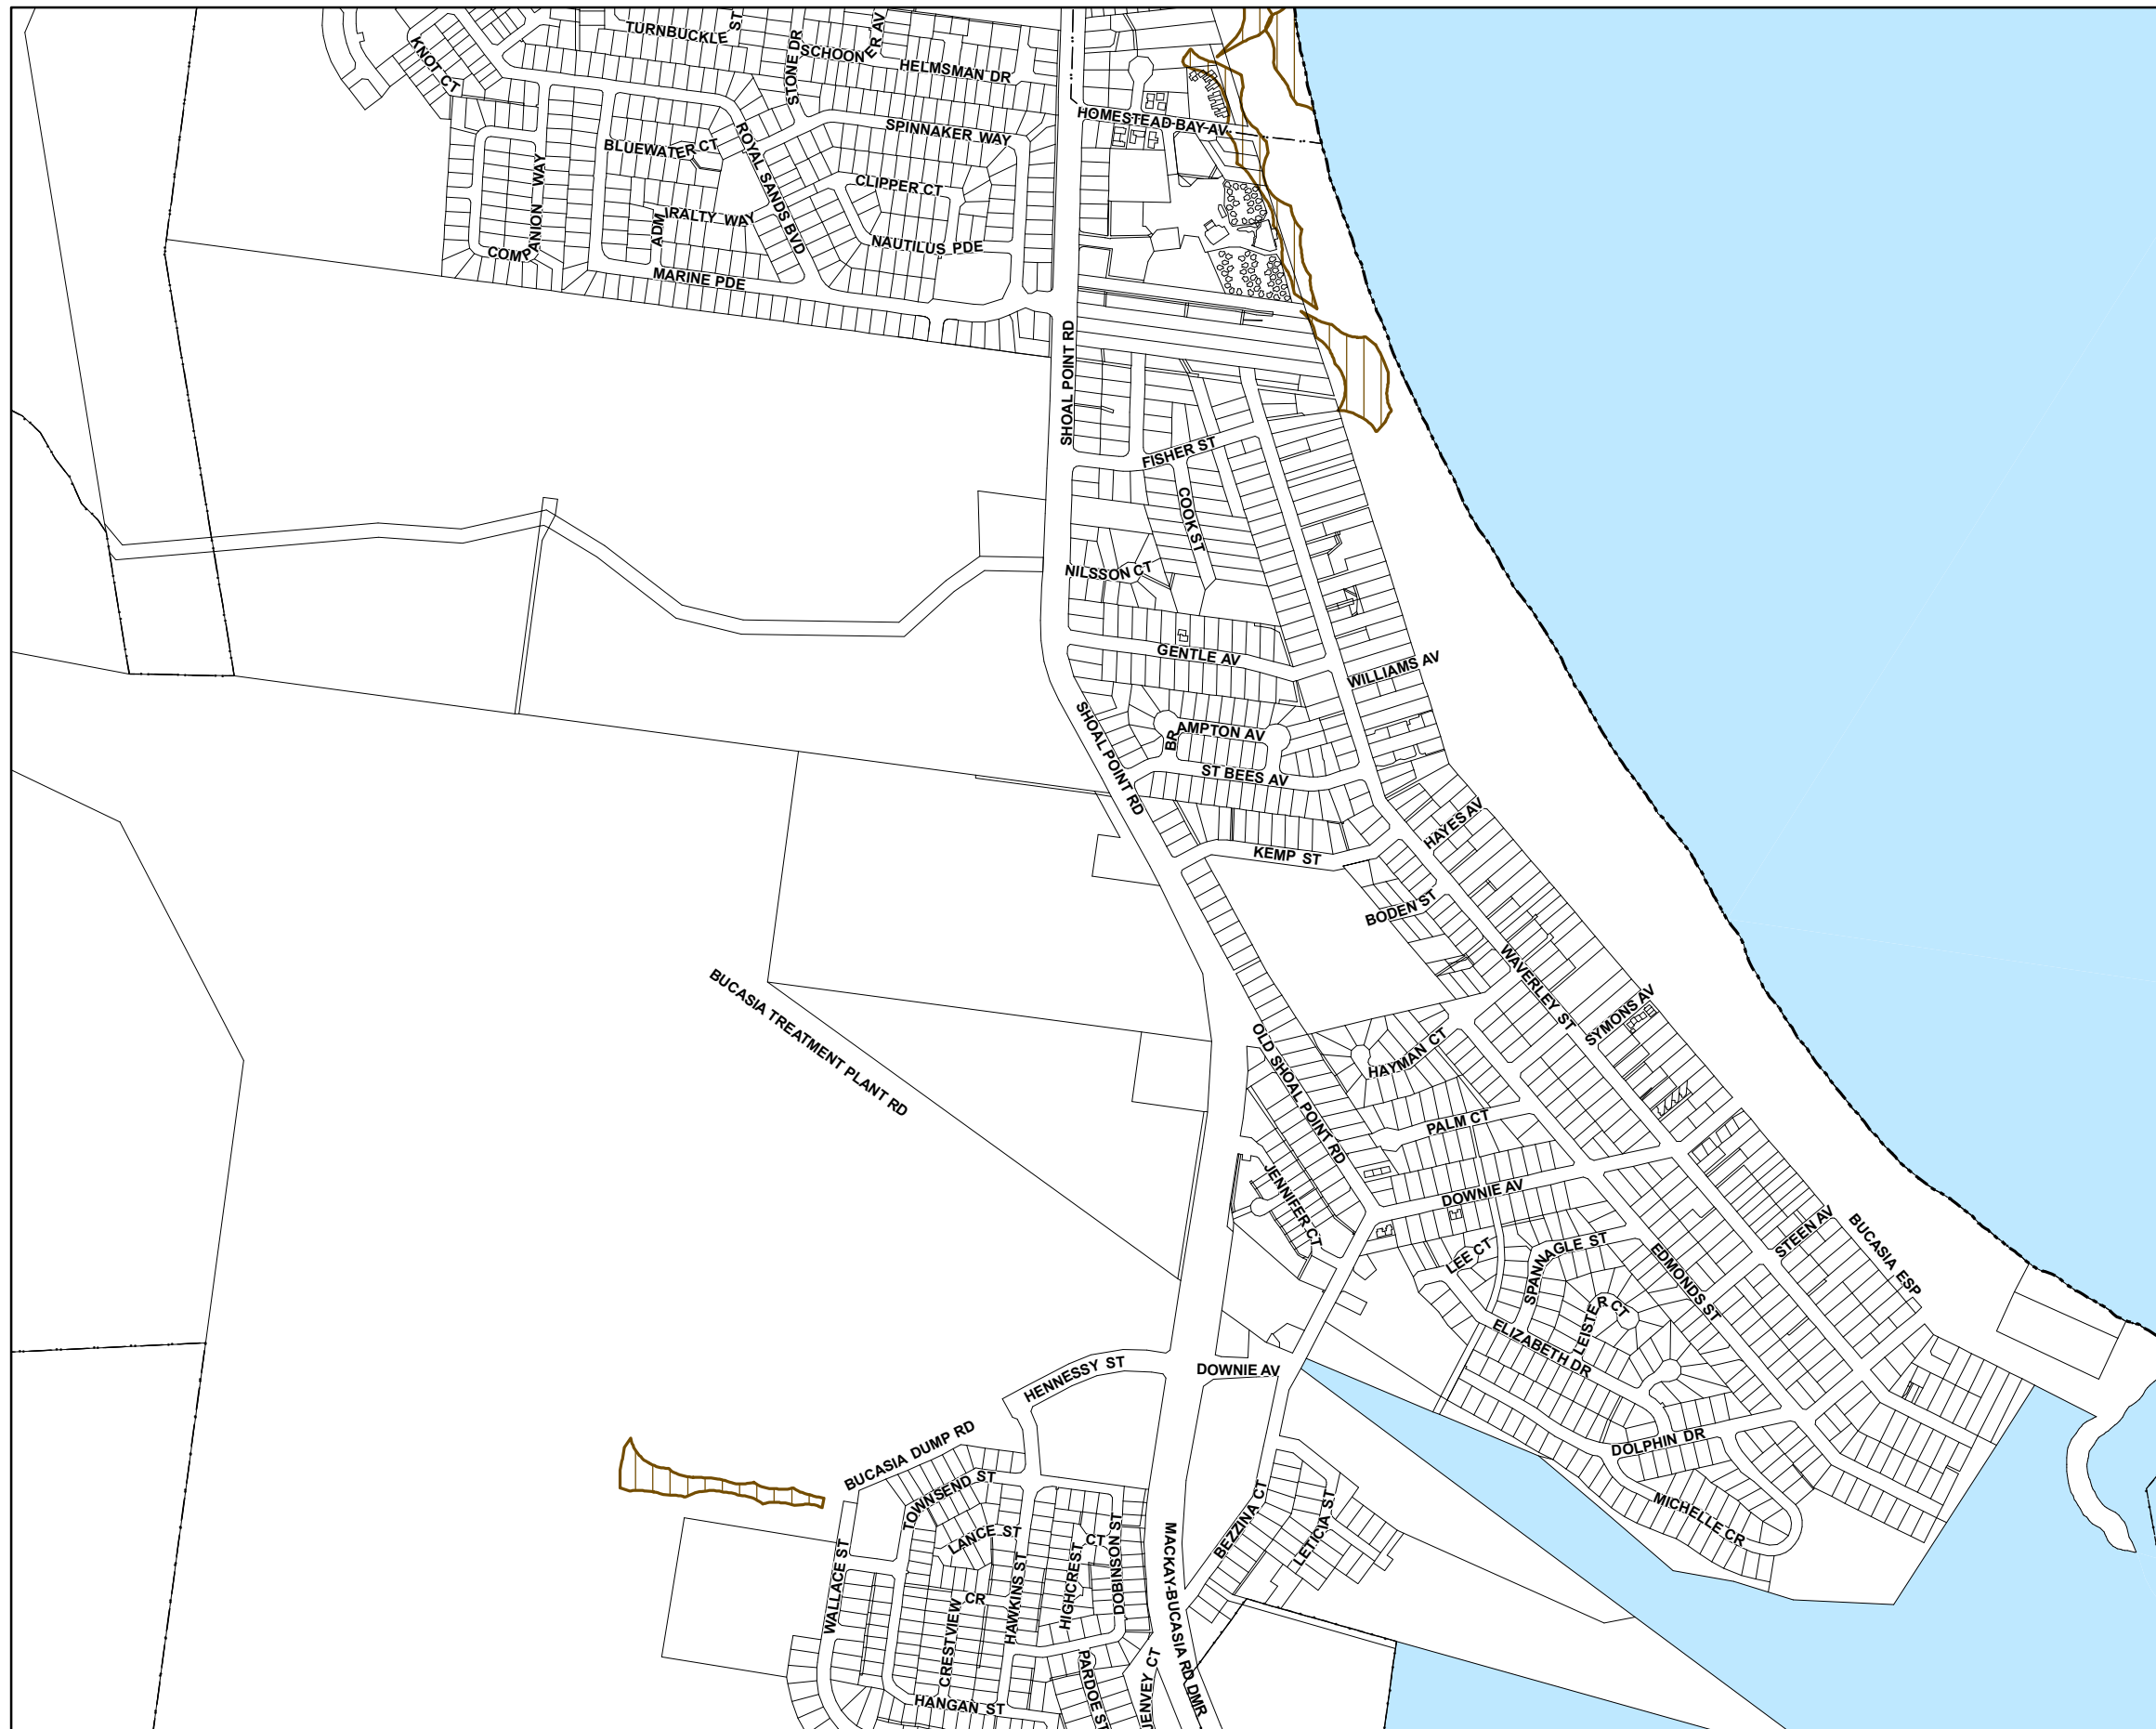 TURNBUCKLE ST
SCHOONER AV
STONE DR
KNOT CT
HELMSMAN DR
HOMESTEAD BAY AV
SPINNAKER WAY
BLUEWATER CT
ROYAL SANDS BVD
CLIPPER CT
COMPANION WAY
ADMIRALTY WAY
NAUTILUS PDE
MARINE PDE
SHOAL POINT RD
FISHER ST
COOK ST
NILSSON CT
GENTLE AV
WILLIAMS AV
SHOAL POINT RD
BRAMPTON AV
ST BEES AV
HAYES AV
KEMP ST
BODEN ST
WAVERLEY ST
BUCASIA TREATMENT PLANT RD
SYMONS AV
OLD SHOAL POINT RD
HAYMAN CT
PALM CT
JENNIFER CT
DOWNIE AV
LEE CT
SPANNAGLE ST
STEEN AV
BUCASIA ESP
EDMONDS ST
LEISTER CT
ELIZABETH DR
HENNESSY ST
DOWNIE AV
BUCASIA DUMP RD
DOLPHIN DR
TOWNSEND ST
MICHELLE CR
LANCE ST
BEZZINA CT
LETICIA ST
WALLACE ST
HAWKINS ST
HIGHCREST CT
DOBINSON ST
MACKAY-BUCASIA RD DMR
CRESTVIEW CR
HANGAN ST
PARDOE ST
JENVEY CT